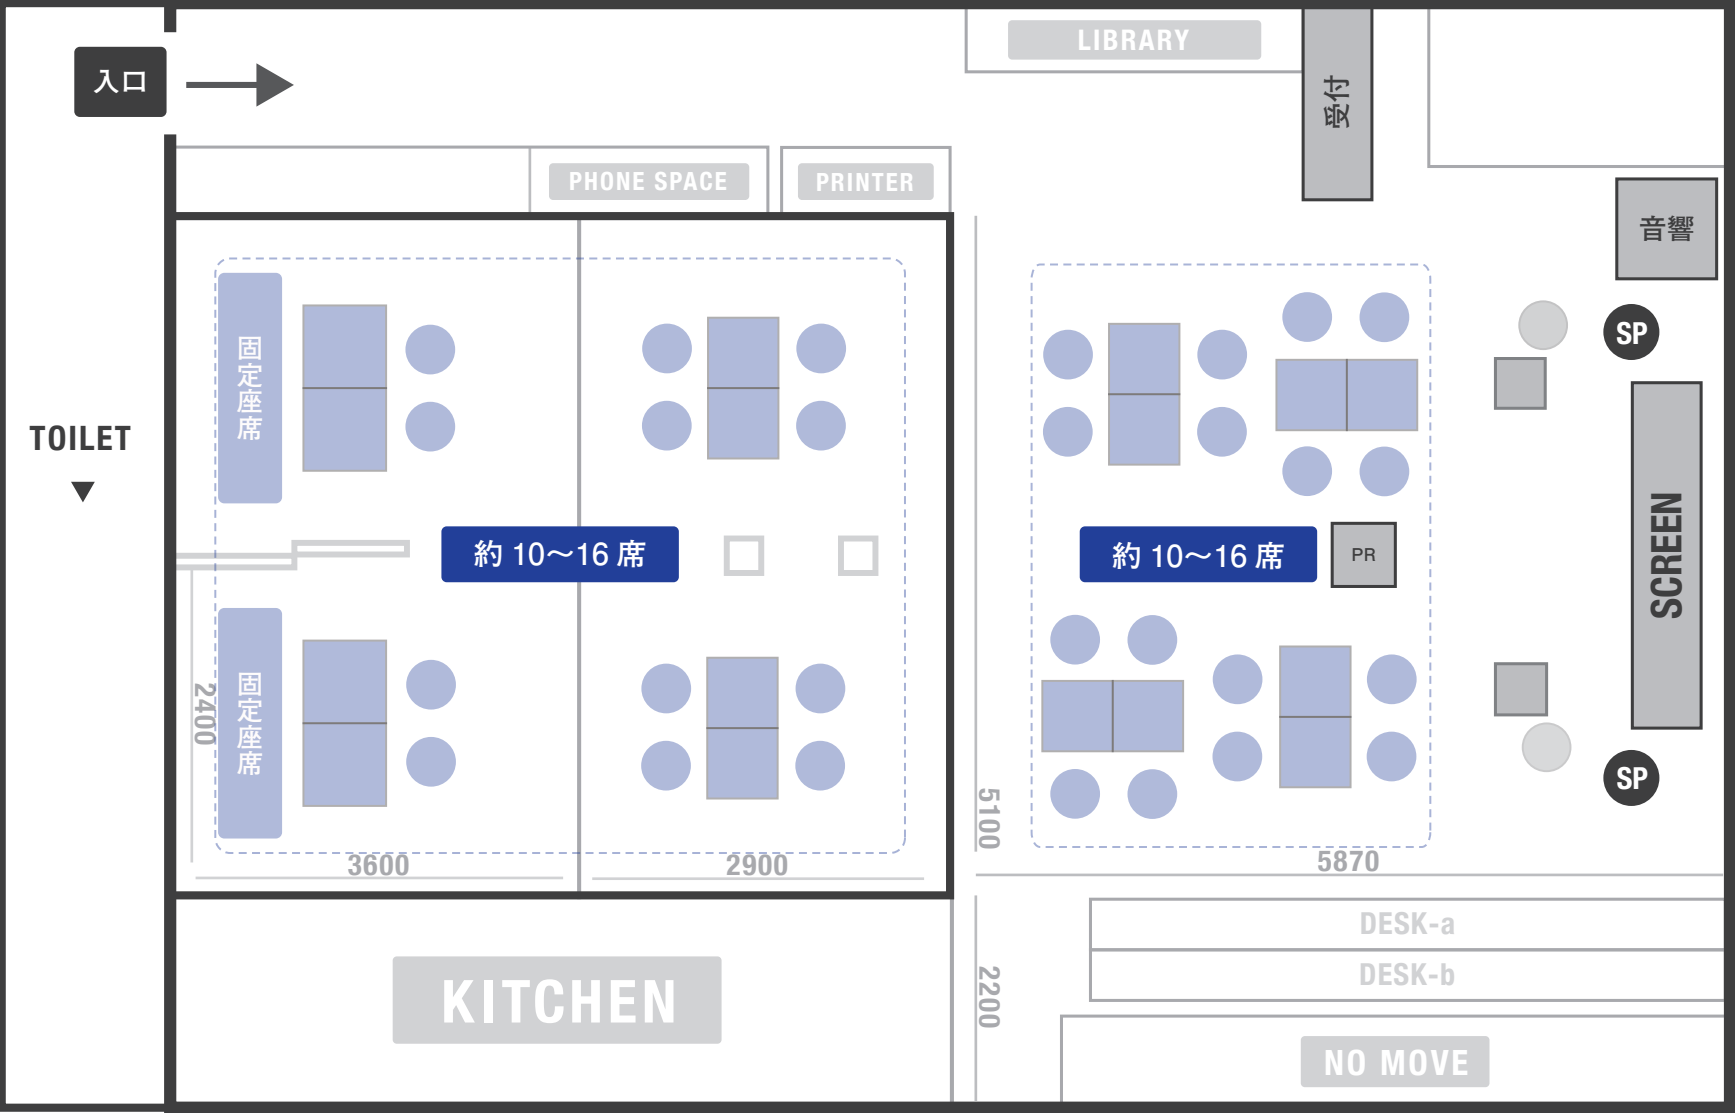 入口
LIBRARY
受付
PHONE SPACE
PRINTER
音響
固定座席
SP
TOILET
▼
約 10〜16 席
約 10〜16 席
PR
SCREEN
固定座席
2400
SP
5100
3600
2900
5870
DESK-a
DESK-b
2200
KITCHEN
NO MOVE